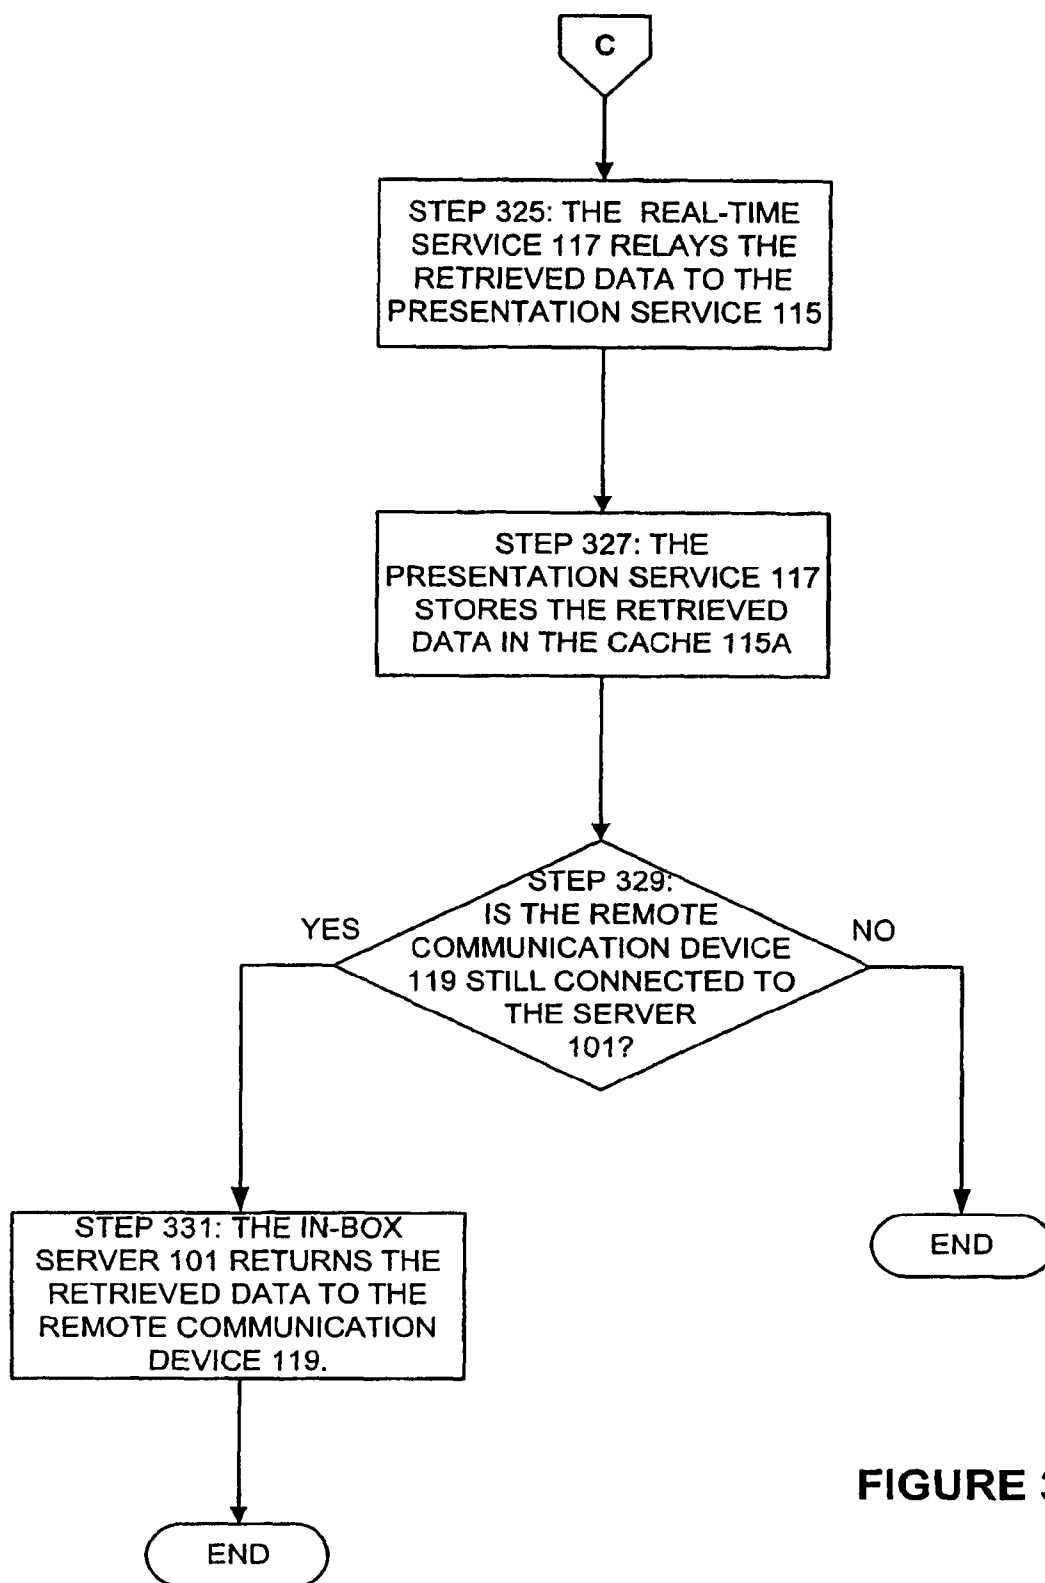 C
STEP 325: THE REAL-TIME
SERVICE 117 RELAYS THE
RETRIEVED DATA TO THE
PRESENTATION SERVICE 115
STEP 327: THE
PRESENTATION SERVICE 117
STORES THE RETRIEVED
DATA IN THE CACHE 115A
STEP 329:
IS THE REMOTE
COMMUNICATION DEVICE
119 STILL CONNECTED TO
THE SERVER
101?
YES
NO
STEP 331: THE IN-BOX
SERVER 101 RETURNS THE
RETRIEVED DATA TO THE
REMOTE COMMUNICATION
DEVICE 119.
END
END
FIGURE